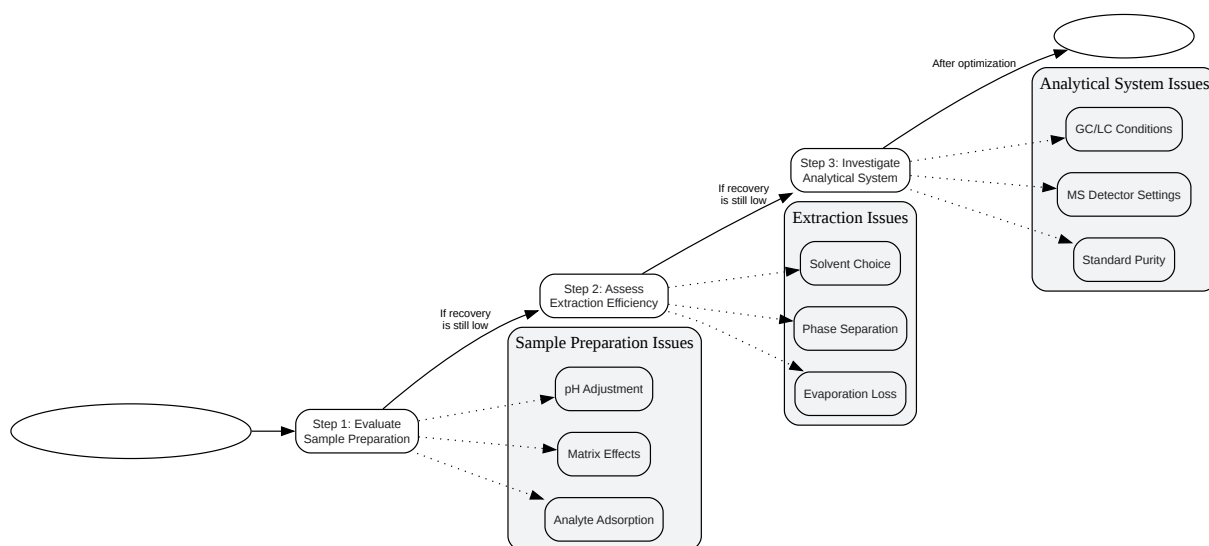 After optimization
Analytical System Issues
GC/LC Conditions
MS Detector Settings
Standard Purity
Step 3: Investigate
Analytical System
If recovery
is still low
Extraction Issues
Solvent Choice
Phase Separation
Evaporation Loss
Step 2: Assess
Extraction Efficiency
If recovery
is still low
Sample Preparation Issues
pH Adjustment
Matrix Effects
Analyte Adsorption
Step 1: Evaluate
Sample Preparation